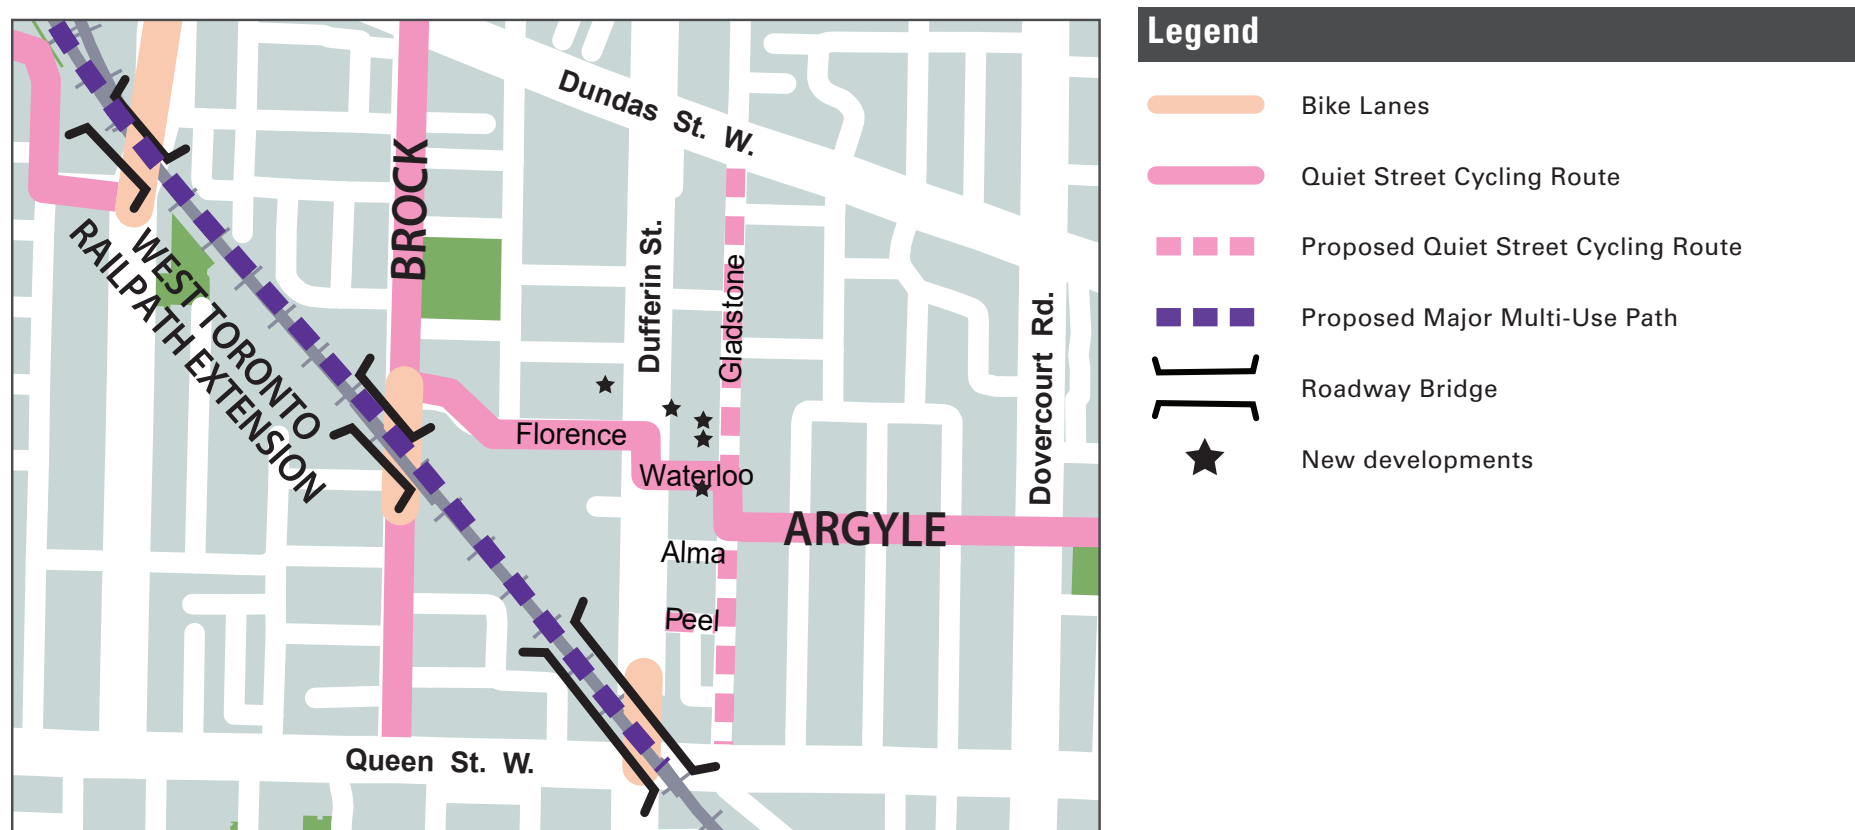 Dundas St. W.
BROCK
WEST TORONTO
RAILPATH EXTENSION
Dufferin St.
Gladstone
Dovercourt Rd.
Florence
Waterloo
ARGYLE
Alma
Peel
Queen St. W.
Legend
Bike Lanes
Quiet Street Cycling Route
Proposed Quiet Street Cycling Route
Proposed Major Multi-Use Path
Roadway Bridge
New developments